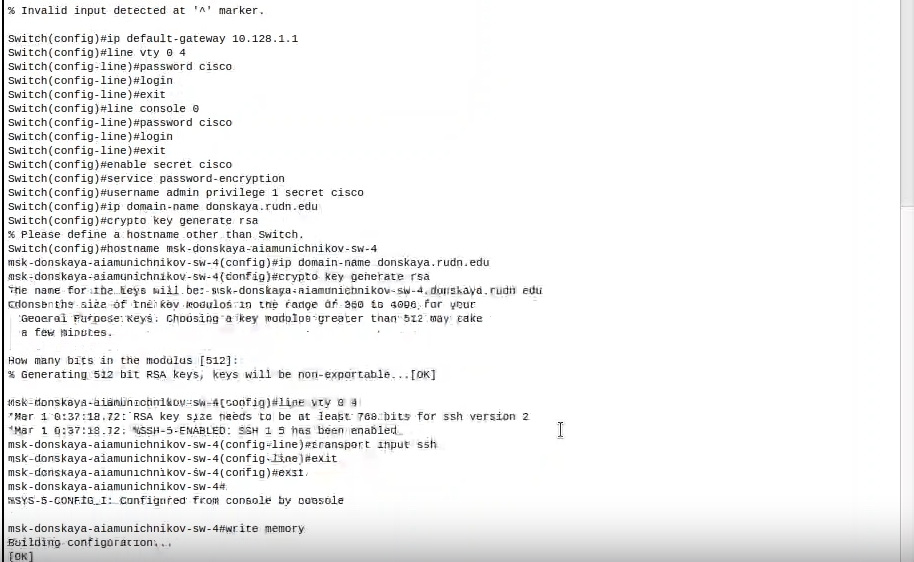 % Invalid input detected at '^' marker.
Switch(config)#ip default-gateway 10.128.1.1
Switch(config)#line vty 0 4
Switch(config-line)#password cisco
Switch(config-line)#login
Switch(config-line)#exit
Switch(config)#line console 0
Switch(config-line)#password cisco
Switch(config-line)#login
Switch(config-line)#exit
Switch(config)#enable secret cisco
Switch(config)#service password-encryption
Switch(config)#username admin privilege 1 secret cisco
Switch(config)#ip domain-name donskaya.rudn.edu
Switch(config)#crypto key generate rsa
% Please define a hostname other than Switch.
Switch(config)#hostname msk-donskaya-aiamunichnikov-sw-4
msk-donskaya-aiamunichnikov-sw-4(config)#ip domain-name donskaya.rudn.edu
msk-donskaya-aiamunichnikov-sw-4(config)#crypto key generate rsa
The name for the keys will be: msk-donskaya-aiamunichnikov-sw-4.donskaya.rudn.edu
Choose the size of the key modulus in the range of 360 to 4096 for your
General Purpose Keys. Choosing a key modulus greater than 512 may take
a few minutes.
How many bits in the modulus [512]:
% Generating 512 bit RSA keys, keys will be non-exportable...[OK]
msk-donskaya-aiamunichnikov-sw-4(config)#line vty 0 4
*Mar 1 0:37:18.72: RSA key size needs to be at least 768 bits for ssh version 2
*Mar 1 0:37:18.72: %SSH-5-ENABLED: SSH 1.5 has been enabled
msk-donskaya-aiamunichnikov-sw-4(config-line)#transport input ssh
msk-donskaya-aiamunichnikov-sw-4(config-line)#exit
msk-donskaya-aiamunichnikov-sw-4(config)#exit
msk-donskaya-aiamunichnikov-sw-4#
%SYS-5-CONFIG_I: Configured from console by console
msk-donskaya-aiamunichnikov-sw-4#write memory
Building configuration...
[OK]